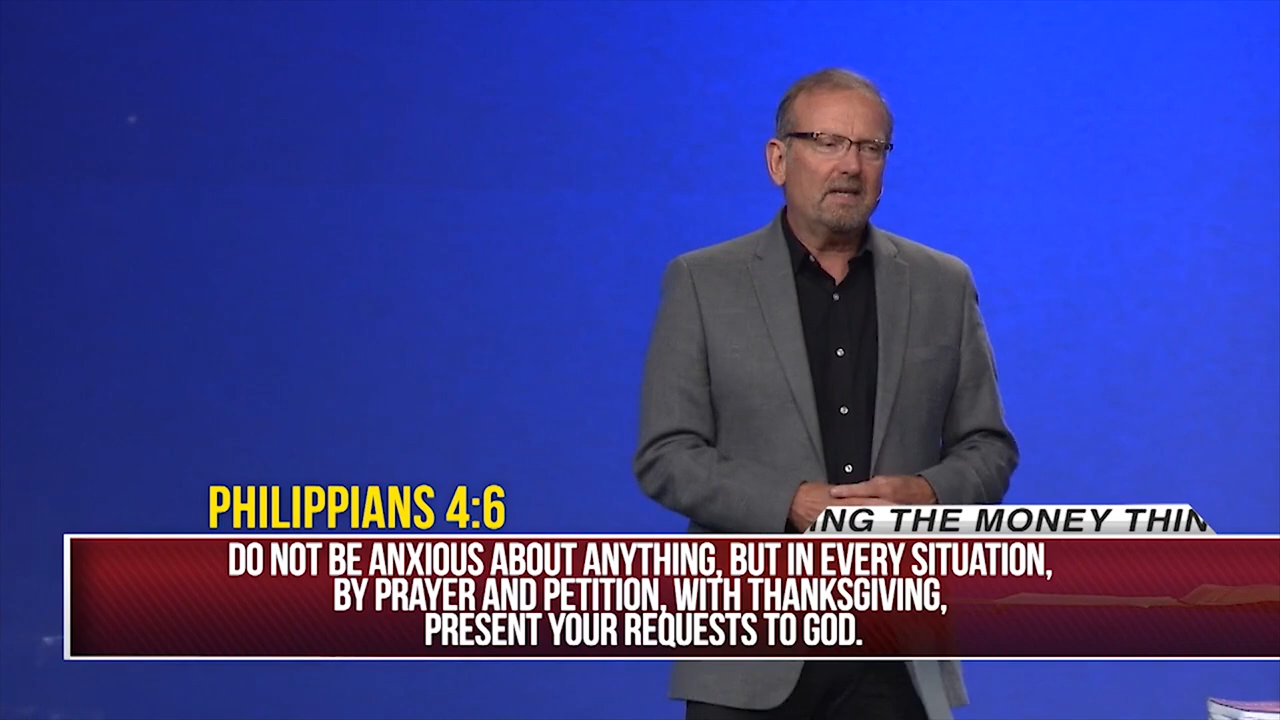 PHILIPPIANS 4:6
ING THE MONEY THIN
DO NOT BE ANXIOUS ABOUT ANYTHING, BUT IN EVERY SITUATION,
BY PRAYER AND PETITION, WITH THANKSGIVING,
PRESENT YOUR REQUESTS TO GOD.